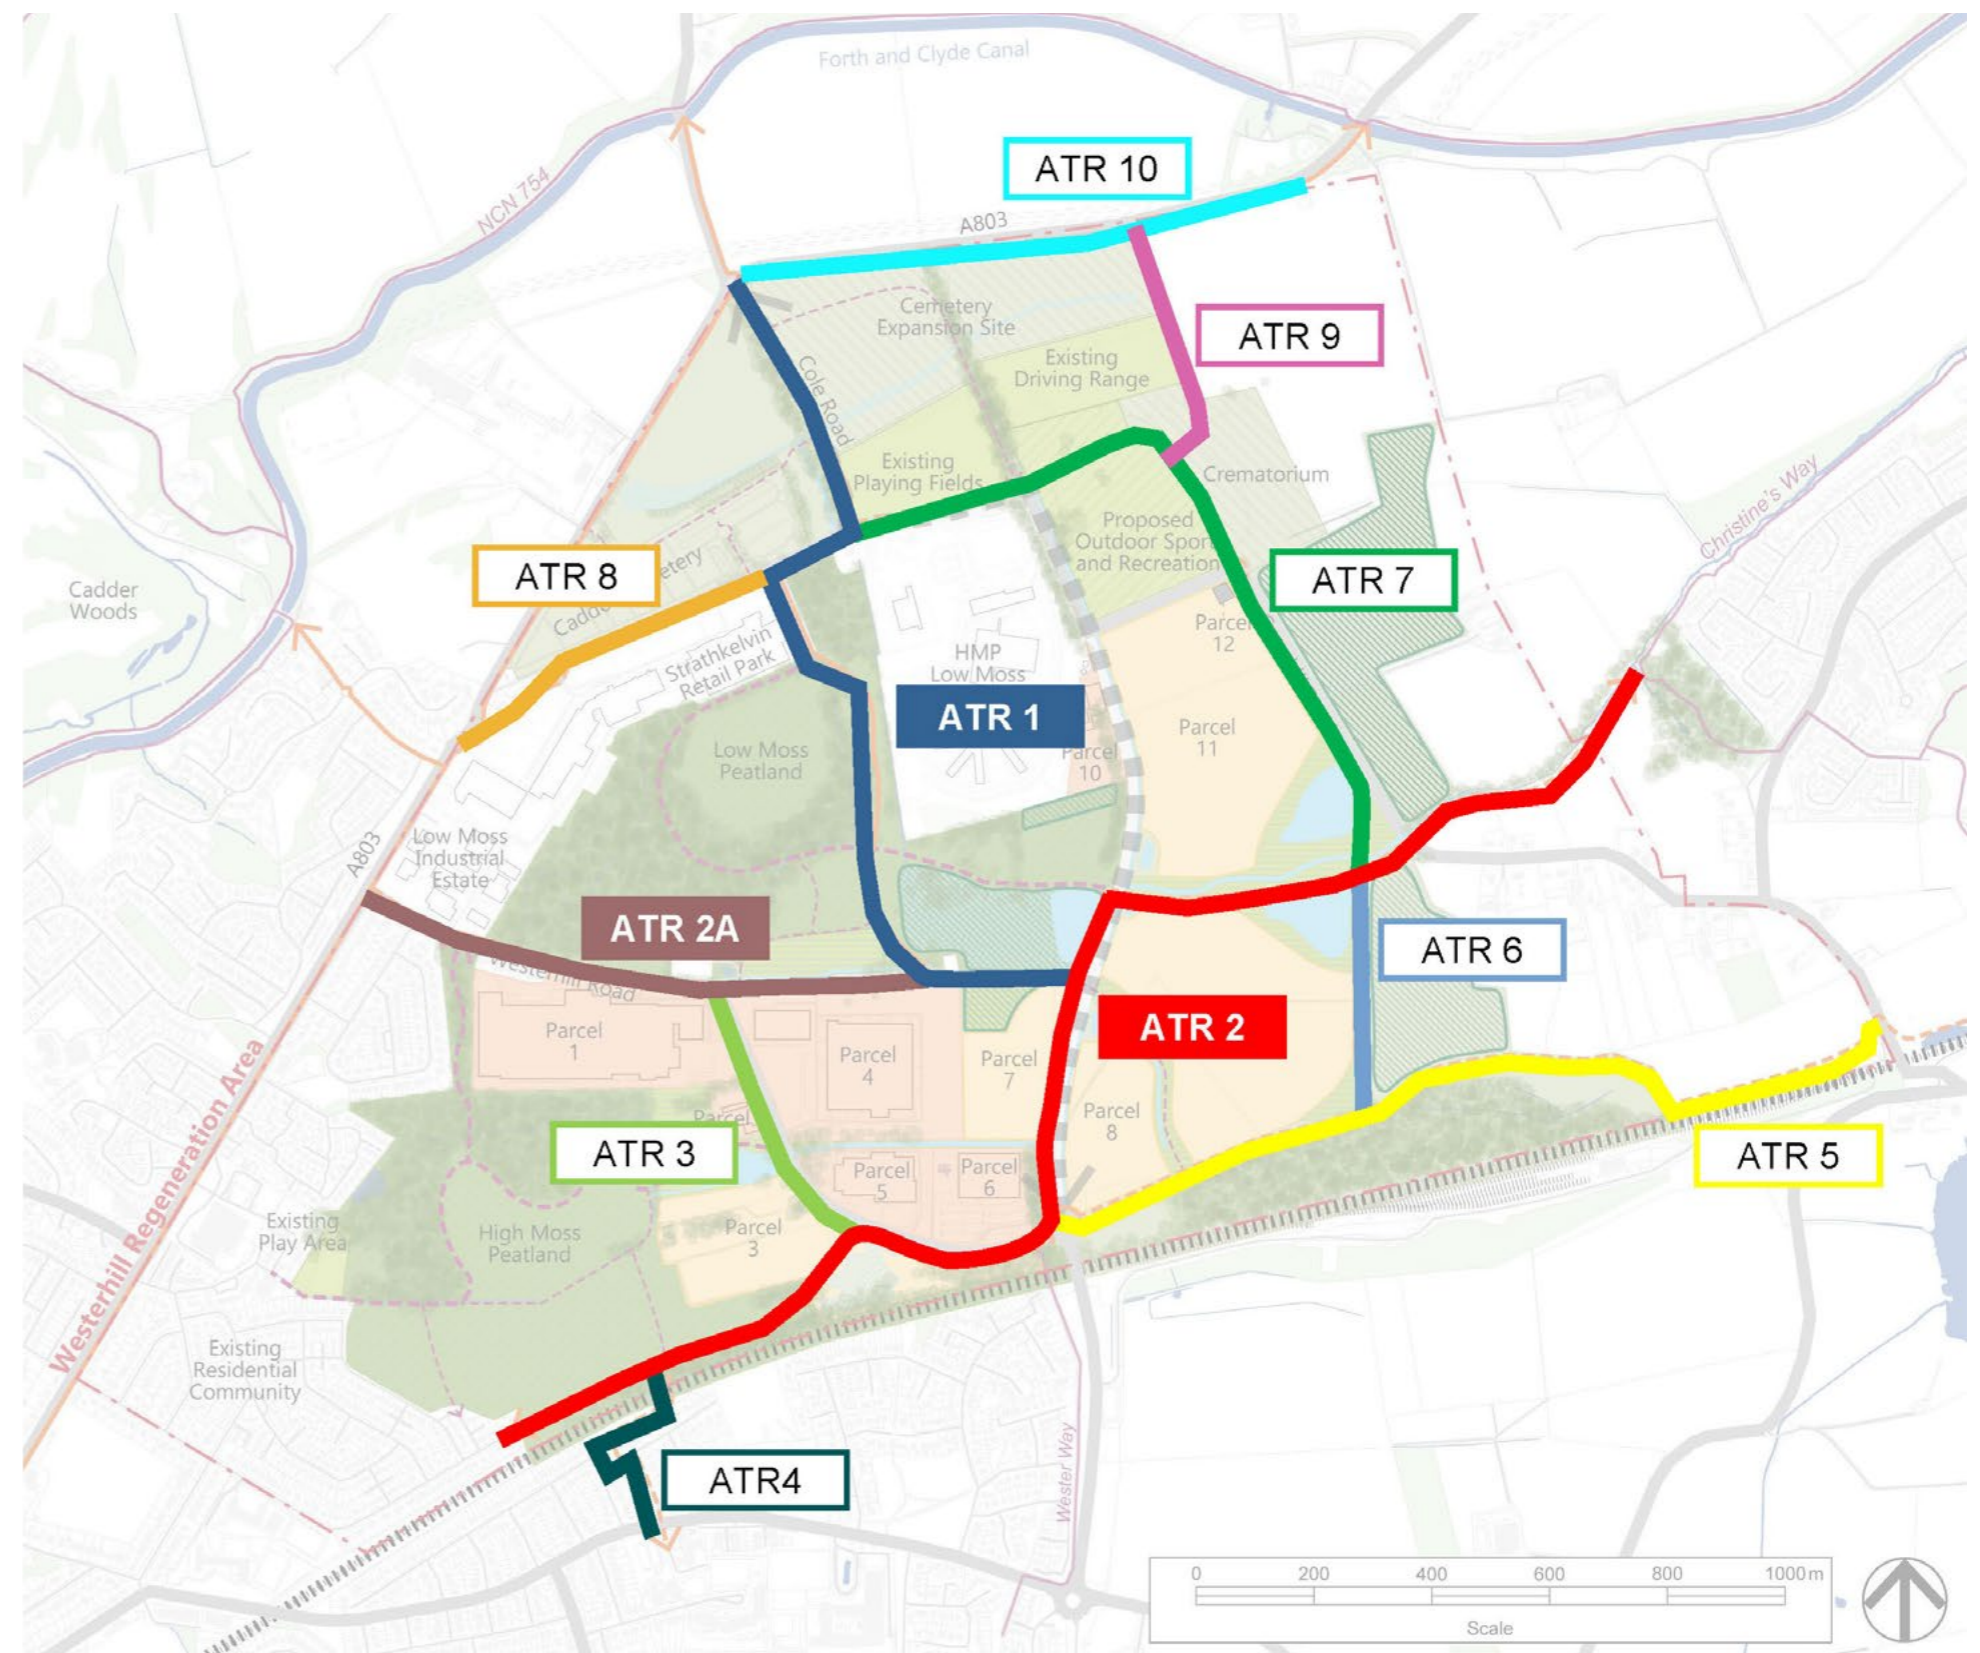 Forth and Clyde Canal
ATR 10
NCN 754
A803
Cemetery
Expansion Site
ATR 9
Existing
Driving Range
Cole Road
Existing
Playing Fields
Crematorium
Christine's Way
Proposed
Outdoor Spor
and Recreation
ATR 8
ATR 7
Cadder
Woods
Cadd
etery
Parce
12
Strathkelvin
Retail Park
HMP
Low Moss
ATR 1
Parcel
11
Low Moss
Peatland
Parcel
10
A803
Low Moss
Industrial
Estate
ATR 2A
ATR 6
Westerhill Road
ATR 2
Parcel
1
Parcel
4
Parcel
7
Parcel
8
Parcel
ATR 3
ATR 5
Parcel
5
Parcel
6
Westerhill Regeneration Area
Existing
Play Area
High Moss
Peatland
Parcel
3
Existing
Residential
Community
ATR4
Wester Way
0 200 400 600 800 1000m
Scale